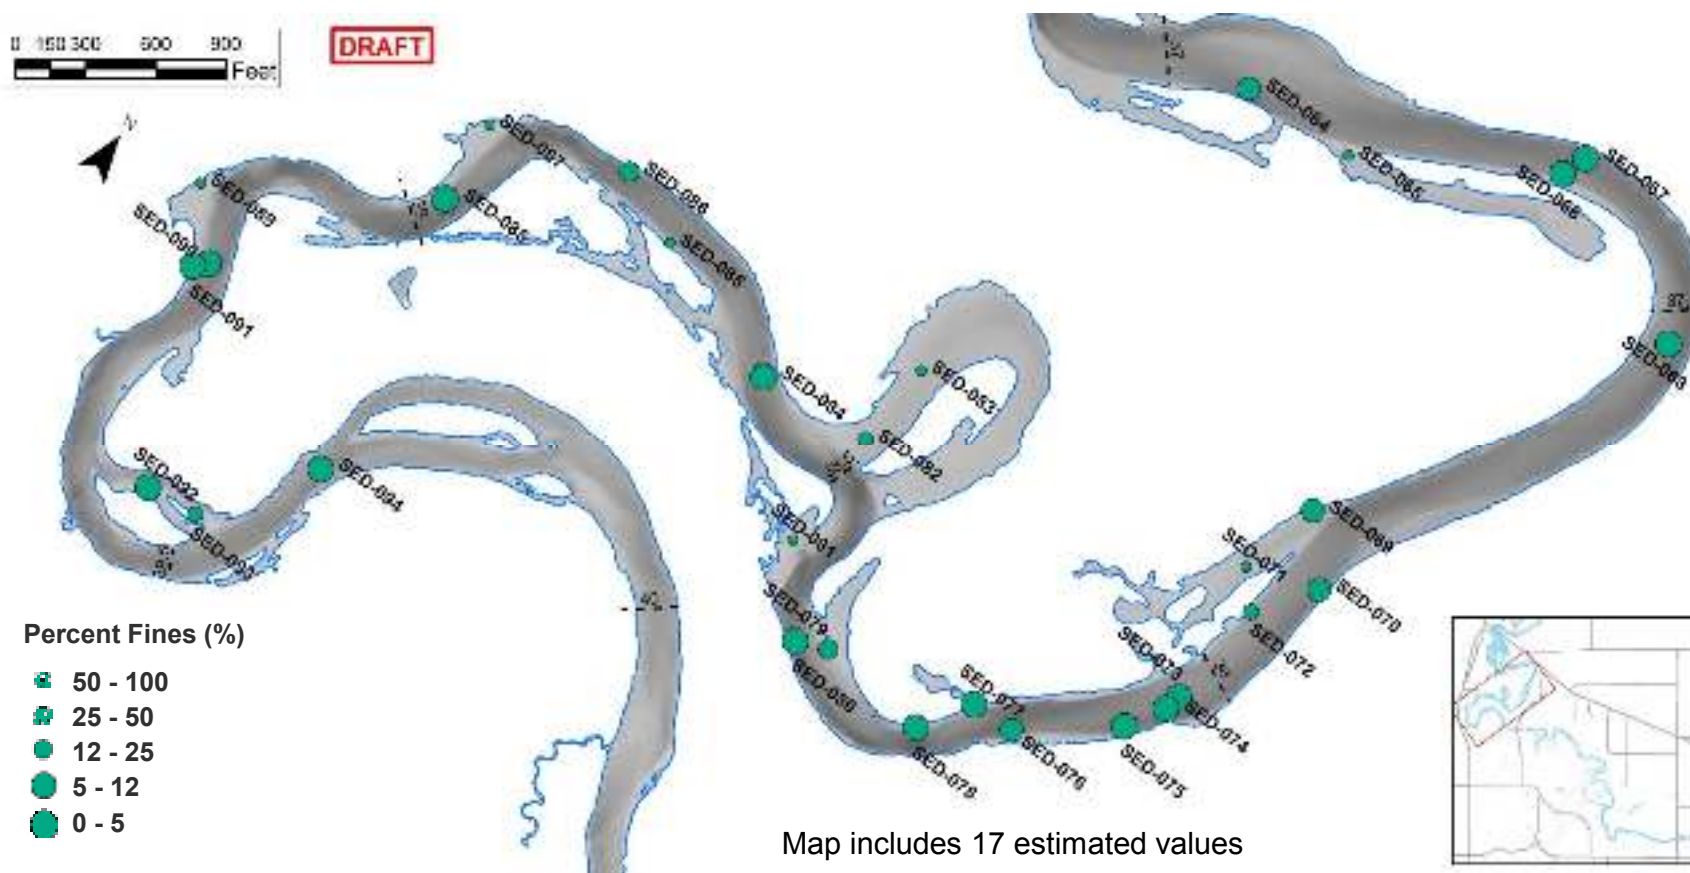 0 150 300 600 900
Feet
DRAFT
N
SED-064
SED-065
SED-067
SED-068
SED-063
SED-087
SED-086
SED-089
SED-090
SED-091
SED-085
SED-084
SED-083
SED-082
SED-092
SED-093
SED-094
SED-081
SED-079
SED-080
SED-069
SED-071
SED-070
SED-072
SED-073
SED-074
SED-075
SED-076
SED-077
SED-078
Percent Fines (%)
50 - 100
25 - 50
12 - 25
5 - 12
0 - 5
Map includes 17 estimated values